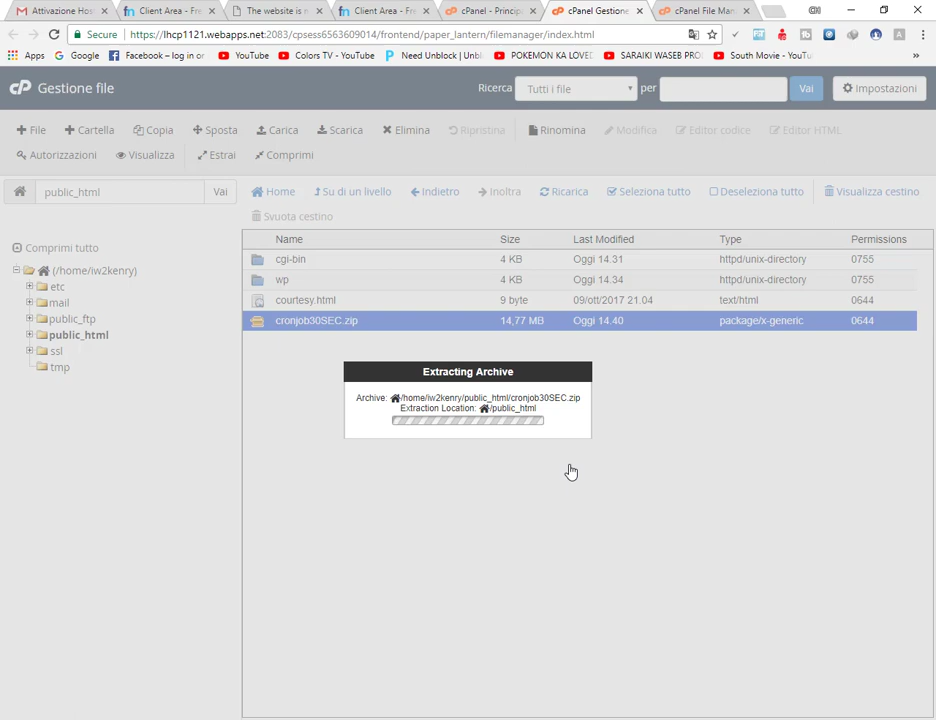 Attivazione Hos
Client Area - Fre
The website is n
Client Area - Fre
cPanel - Princip
cPanel Gestione
cPanel File Man
Secure
https://lhcp1121.webapps.net:2083/cpsess6563609014/frontend/paper_lantern/filemanager/index.html
Apps
Google
Facebook – log in or
YouTube
Colors TV - YouTube
Need Unblock | Unbl
POKEMON KA LOVE
SARAIKI WASEB PRO
South Movie - YouTu
»
cP Gestione file
Ricerca
Tutti i file
per
Vai
Impostazioni
File
Cartella
Copia
Sposta
Carica
Scarica
Elimina
Ripristina
Rinomina
Modifica
Editor codice
Editor HTML
Autorizzazioni
Visualizza
Estrai
Comprimi
public_html
Vai
Home
Su di un livello
Indietro
Inoltra
Ricarica
Seleziona tutto
Deseleziona tutto
Visualizza cestino
Svuota cestino
Comprimi tutto
(/home/iw2kenry)
etc
mail
public_ftp
public_html
ssl
tmp
Name Size Last Modified Type Permissions
cgi-bin 4 KB Oggi 14.31 httpd/unix-directory 0755
wp 4 KB Oggi 14.34 httpd/unix-directory 0755
courtesy.html 9 byte 09/ott/2017 21.04 text/html 0644
cronjob30SEC.zip 14,77 MB Oggi 14.40 package/x-generic 0644
Extracting Archive
Archive: /home/iw2kenry/public_html/cronjob30SEC.zip
Extraction Location: /public_html